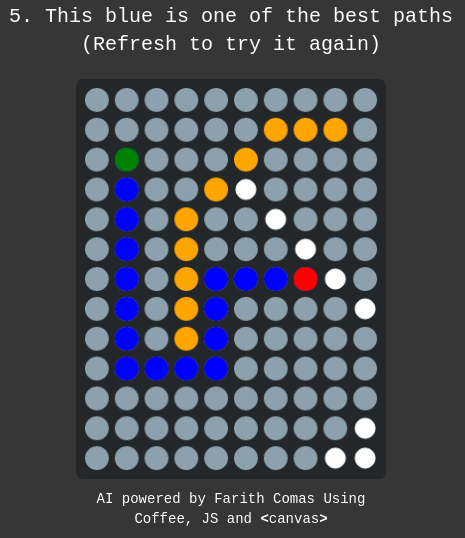 5. This blue is one of the best paths
(Refresh to try it again)
AI powered by Farith Comas Using
Coffee, JS and <canvas>